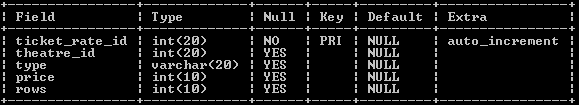 Field | Type | Null | Key | Default | Extra
ticket_rate_id | int(20) | NO | PRI | NULL | auto_increment
theatre_id | int(20) | YES | | NULL |
type | varchar(20) | YES | | NULL |
price | int(10) | YES | | NULL |
rows | int(10) | YES | | NULL |